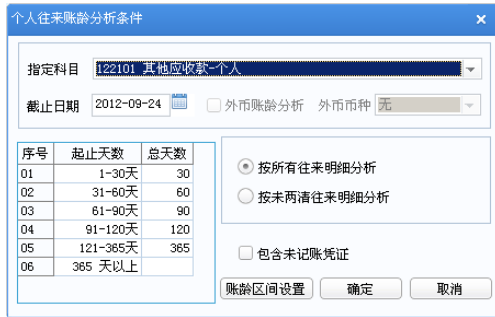 个人往来账龄分析条件
指定科目 122101 其他应收款-个人
截止日期 2012-09-24 外币账龄分析 外币币种 无
序号 起止天数 总天数
01 1-30天 30
02 31-60天 60
03 61-90天 90
04 91-120天 120
05 121-365天 365
06 365 天以上
按所有往来明细分析
按未两清往来明细分析
包含未记账凭证
账龄区间设置 确定 取消